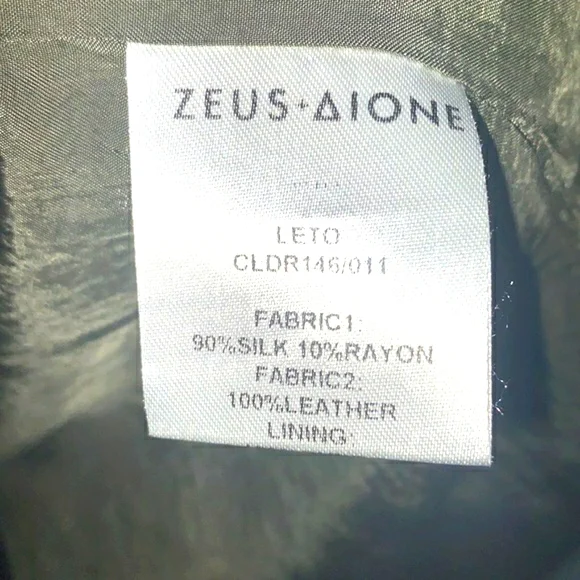 ZEUS+ΔIONE
LETO
CLDR146/011
FABRIC1:
90%SILK 10%RAYON
FABRIC2:
100%LEATHER
LINING: